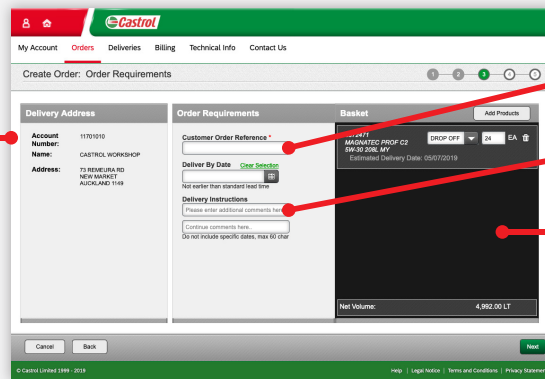 Castrol
My Account Orders Deliveries Billing Technical Info Contact Us
Create Order: Order Requirements
1 2 3 4 5
Delivery Address
Account Number: 11701010
Name: CASTROL WORKSHOP
Address: 73 REMEURA RD
NEW MARKET
AUCKLAND 1149
Order Requirements
Customer Order Reference *
Deliver By Date Clear Selection
Not earlier than standard lead time
Delivery Instructions
Please enter additional comments here
Continue comments here..
Do not include specific dates, max 60 char
Basket Add Products
DROP OFF 24 EA
MAGNATEC PROF C2
5W-30 208L MY
Estimated Delivery Date: 05/07/2019
Net Volume: 4,992.00 LT
Cancel Back Next
© Castrol Limited 1999 - 2019 Help | Legal Notice | Terms and Conditions | Privacy